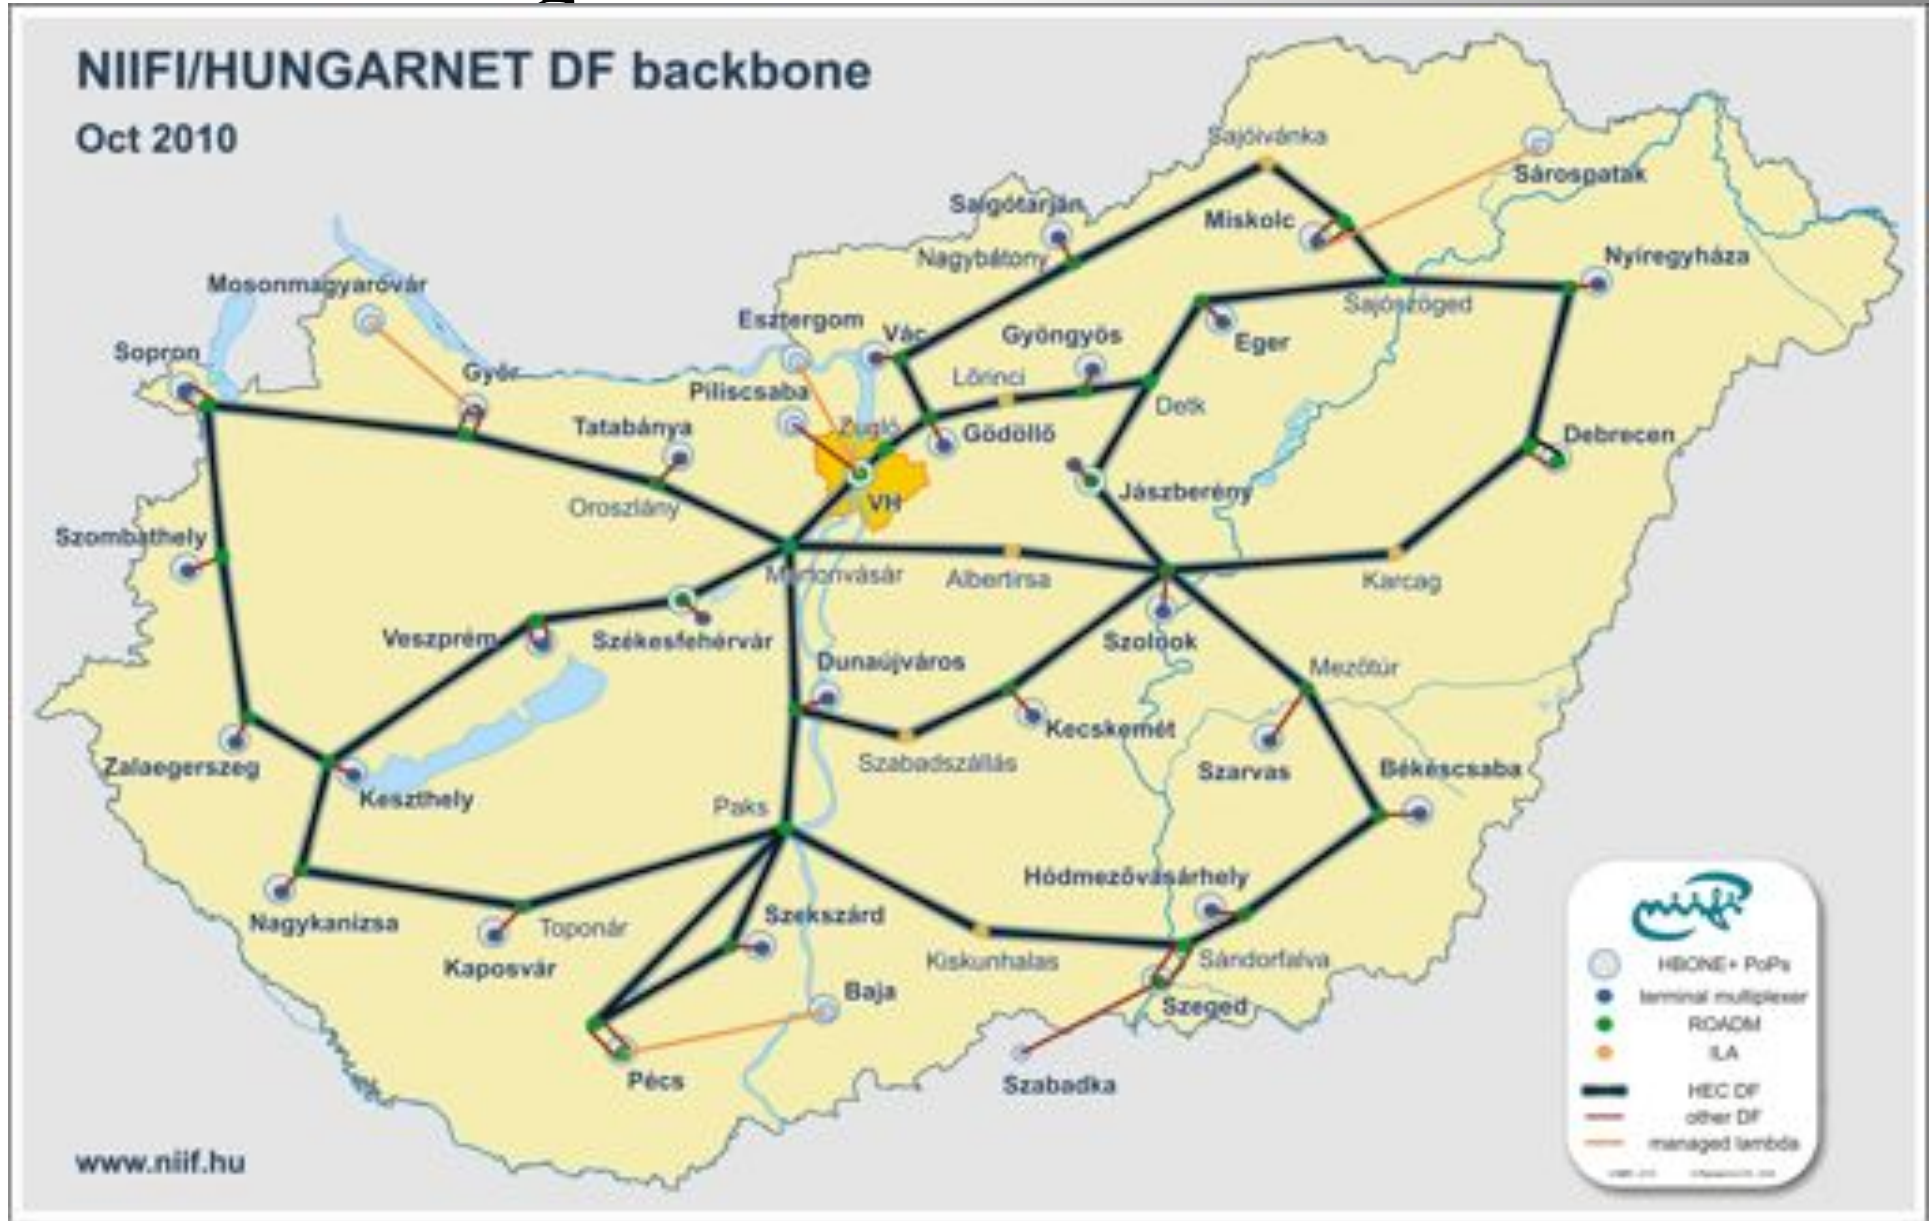 NIIFI/HUNGARNET DF backbone
Oct 2010
Sajóivánka
Sárospatak
Salgótarján
Miskolc
Nagybátony
Nyíregyháza
Mosonmagyaróvár
Sajószöged
Esztergom
Vác
Gyöngyös
Eger
Sopron
Győr
Lőrinci
Piliscsaba
Detk
Tatabánya
Zugló
Gödöllő
Debrecen
Jászberény
VH
Oroszlány
Szombathely
Martonvásár
Albertirsa
Karcag
Veszprém
Székesfehérvár
Szolnok
Dunaújváros
Mezőtúr
Kecskemét
Szabadszállás
Szarvas
Békéscsaba
Zalaegerszeg
Keszthely
Paks
Hódmezővásárhely
Nagykanizsa
Toponár
Szekszárd
Kaposvár
Kiskunhalas
Sándorfalva
Baja
Szeged
Pécs
Szabadka
niifi
HBONE+ PoPs
terminal multiplexer
ROADM
ILA
HEC DF
other DF
managed lambda
www.niif.hu